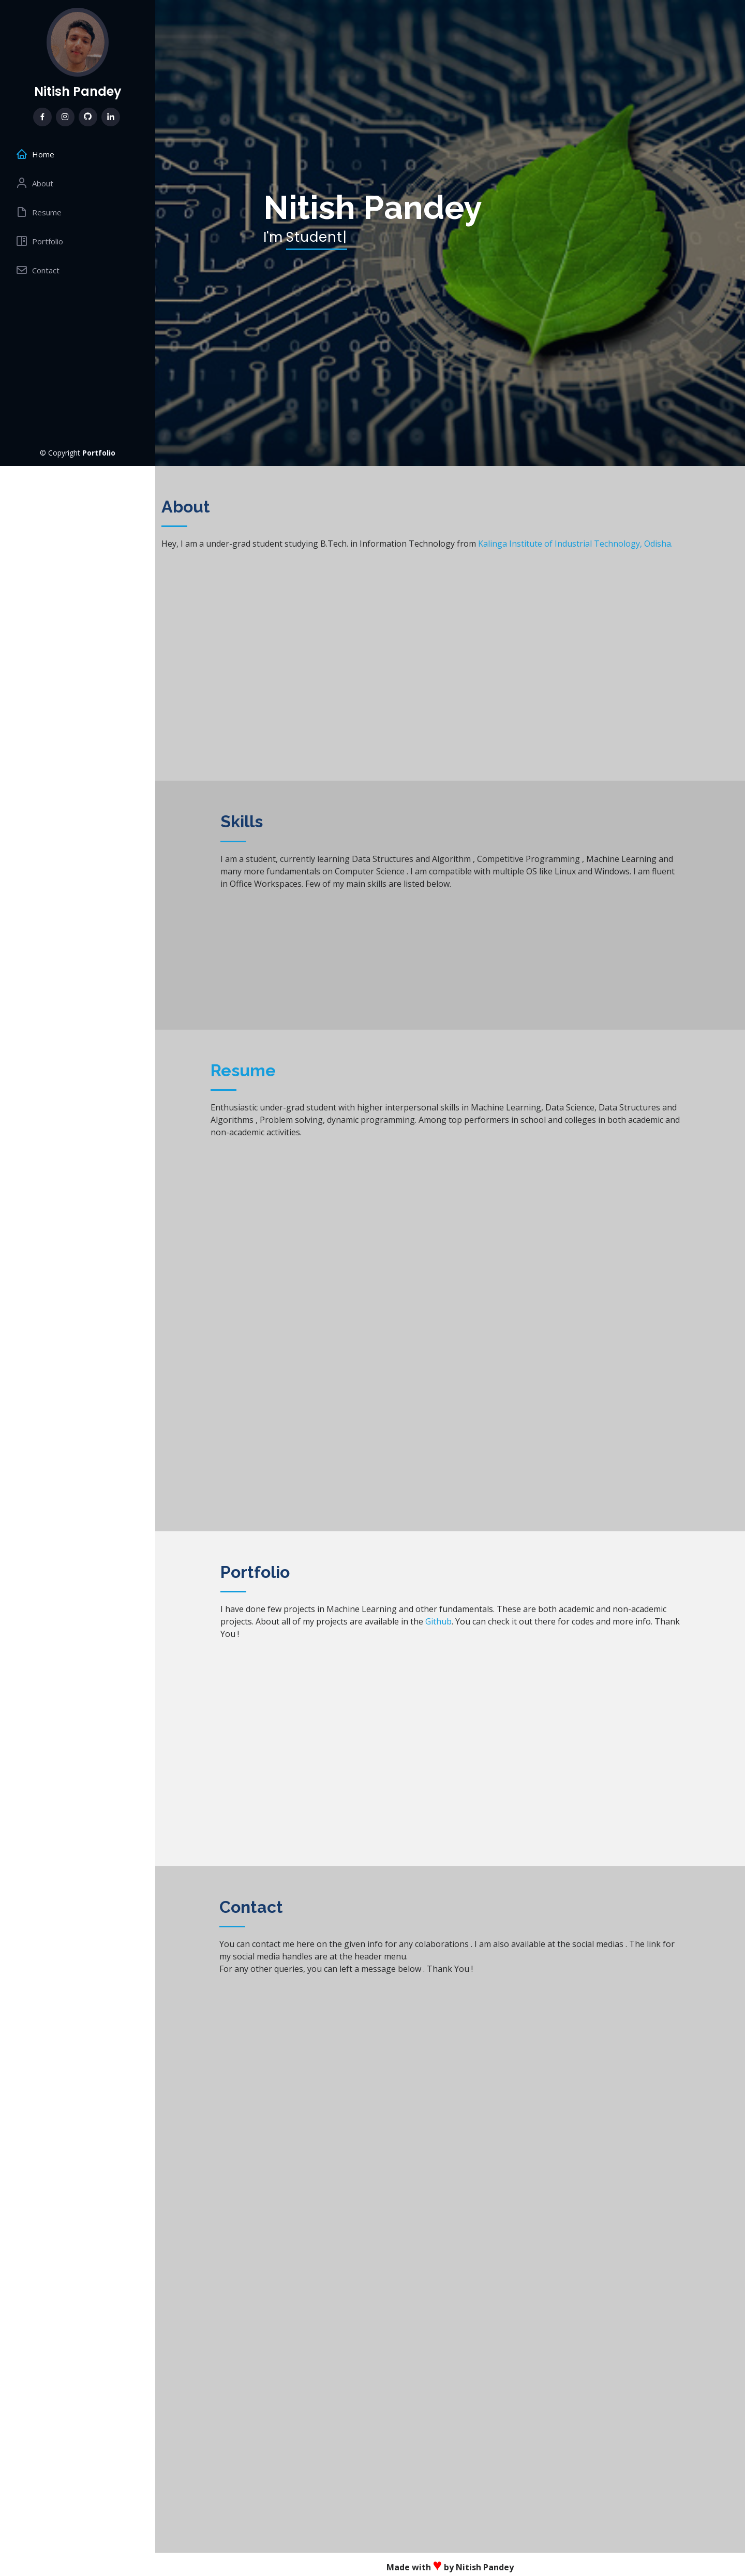 Nitish Pandey
Home
About
Resume
Portfolio
Contact
© Copyright Portfolio
Nitish Pandey
I'm Student|
About
Hey, I am a under-grad student studying B.Tech. in Information Technology from Kalinga Institute of Industrial Technology, Odisha.
Skills
I am a student, currently learning Data Structures and Algorithm , Competitive Programming , Machine Learning and
many more fundamentals on Computer Science . I am compatible with multiple OS like Linux and Windows. I am fluent
in Office Workspaces. Few of my main skills are listed below.
Resume
Enthusiastic under-grad student with higher interpersonal skills in Machine Learning, Data Science, Data Structures and
Algorithms , Problem solving, dynamic programming. Among top performers in school and colleges in both academic and
non-academic activities.
Portfolio
I have done few projects in Machine Learning and other fundamentals. These are both academic and non-academic
projects. About all of my projects are available in the Github. You can check it out there for codes and more info. Thank
You !
Contact
You can contact me here on the given info for any colaborations . I am also available at the social medias . The link for
my social media handles are at the header menu.
For any other queries, you can left a message below . Thank You !
Made with ♥ by Nitish Pandey